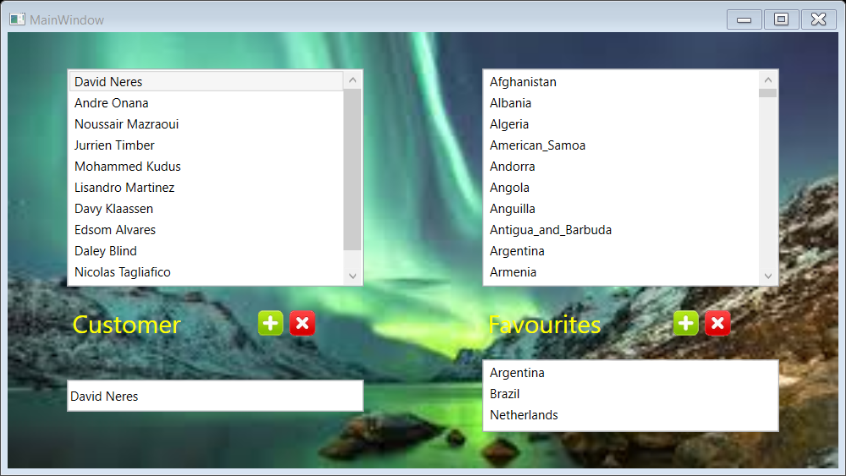 MainWindow
David Neres
Andre Onana
Noussair Mazraoui
Jurrien Timber
Mohammed Kudus
Lisandro Martinez
Davy Klaassen
Edsom Alvares
Daley Blind
Nicolas Tagliafico
Afghanistan
Albania
Algeria
American_Samoa
Andorra
Angola
Anguilla
Antigua_and_Barbuda
Argentina
Armenia
Customer
Favourites
David Neres
Argentina
Brazil
Netherlands